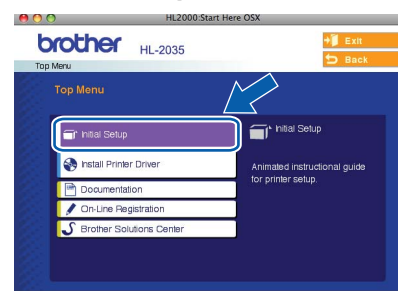 HL2000:Start Here OSX
brother HL-2035
Exit
Back
Top Menu
Top Menu
Initial Setup
Install Printer Driver
Documentation
On-Line Registration
Brother Solutions Center
Initial Setup
Animated instructional guide
for printer setup.